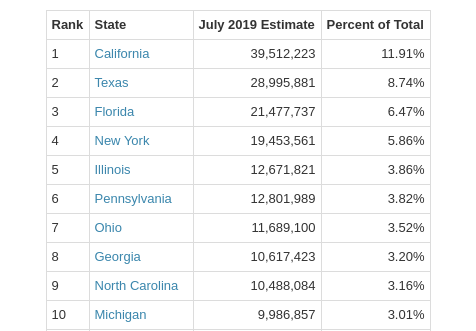 Rank State July 2019 Estimate Percent of Total
1 California 39,512,223 11.91%
2 Texas 28,995,881 8.74%
3 Florida 21,477,737 6.47%
4 New York 19,453,561 5.86%
5 Illinois 12,671,821 3.86%
6 Pennsylvania 12,801,989 3.82%
7 Ohio 11,689,100 3.52%
8 Georgia 10,617,423 3.20%
9 North Carolina 10,488,084 3.16%
10 Michigan 9,986,857 3.01%